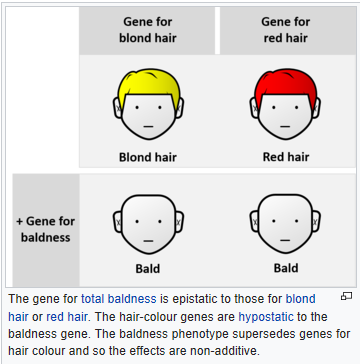 Gene for
blond hair
Gene for
red hair
Blond hair
Red hair
+ Gene for
baldness
Bald
Bald
The gene for total baldness is epistatic to those for blond
hair or red hair. The hair-colour genes are hypostatic to the
baldness gene. The baldness phenotype supersedes genes for
hair colour and so the effects are non-additive.